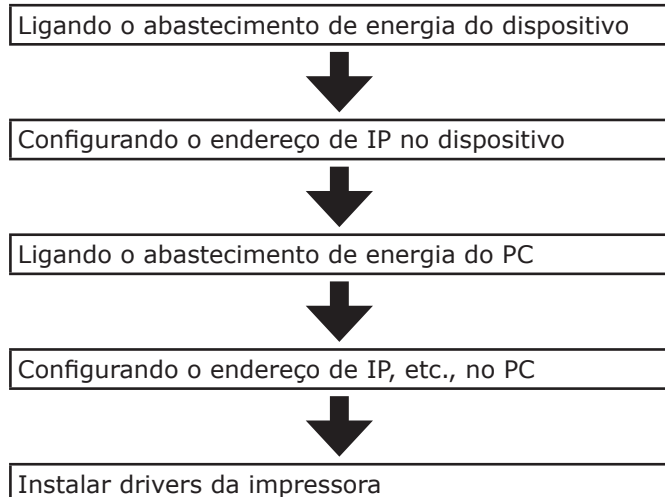 Ligando o abastecimento de energia do dispositivo
Configurando o endereço de IP no dispositivo
Ligando o abastecimento de energia do PC
Configurando o endereço de IP, etc., no PC
Instalar drivers da impressora